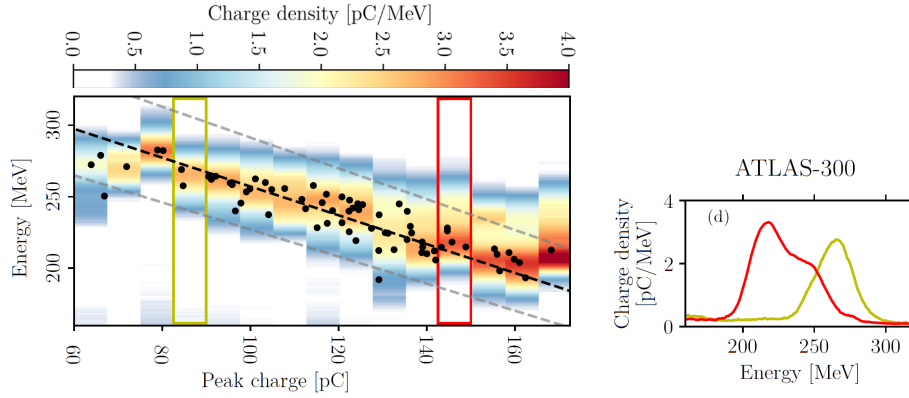 Charge density [pC/MeV]
0.0 0.5 1.0 1.5 2.0 2.5 3.0 3.5 4.0
Energy [MeV]
300
250
200
60 80 100 120 140 160
Peak charge [pC]
ATLAS-300
Charge density
[pC/MeV]
4
2
0
(d)
200 250 300
Energy [MeV]